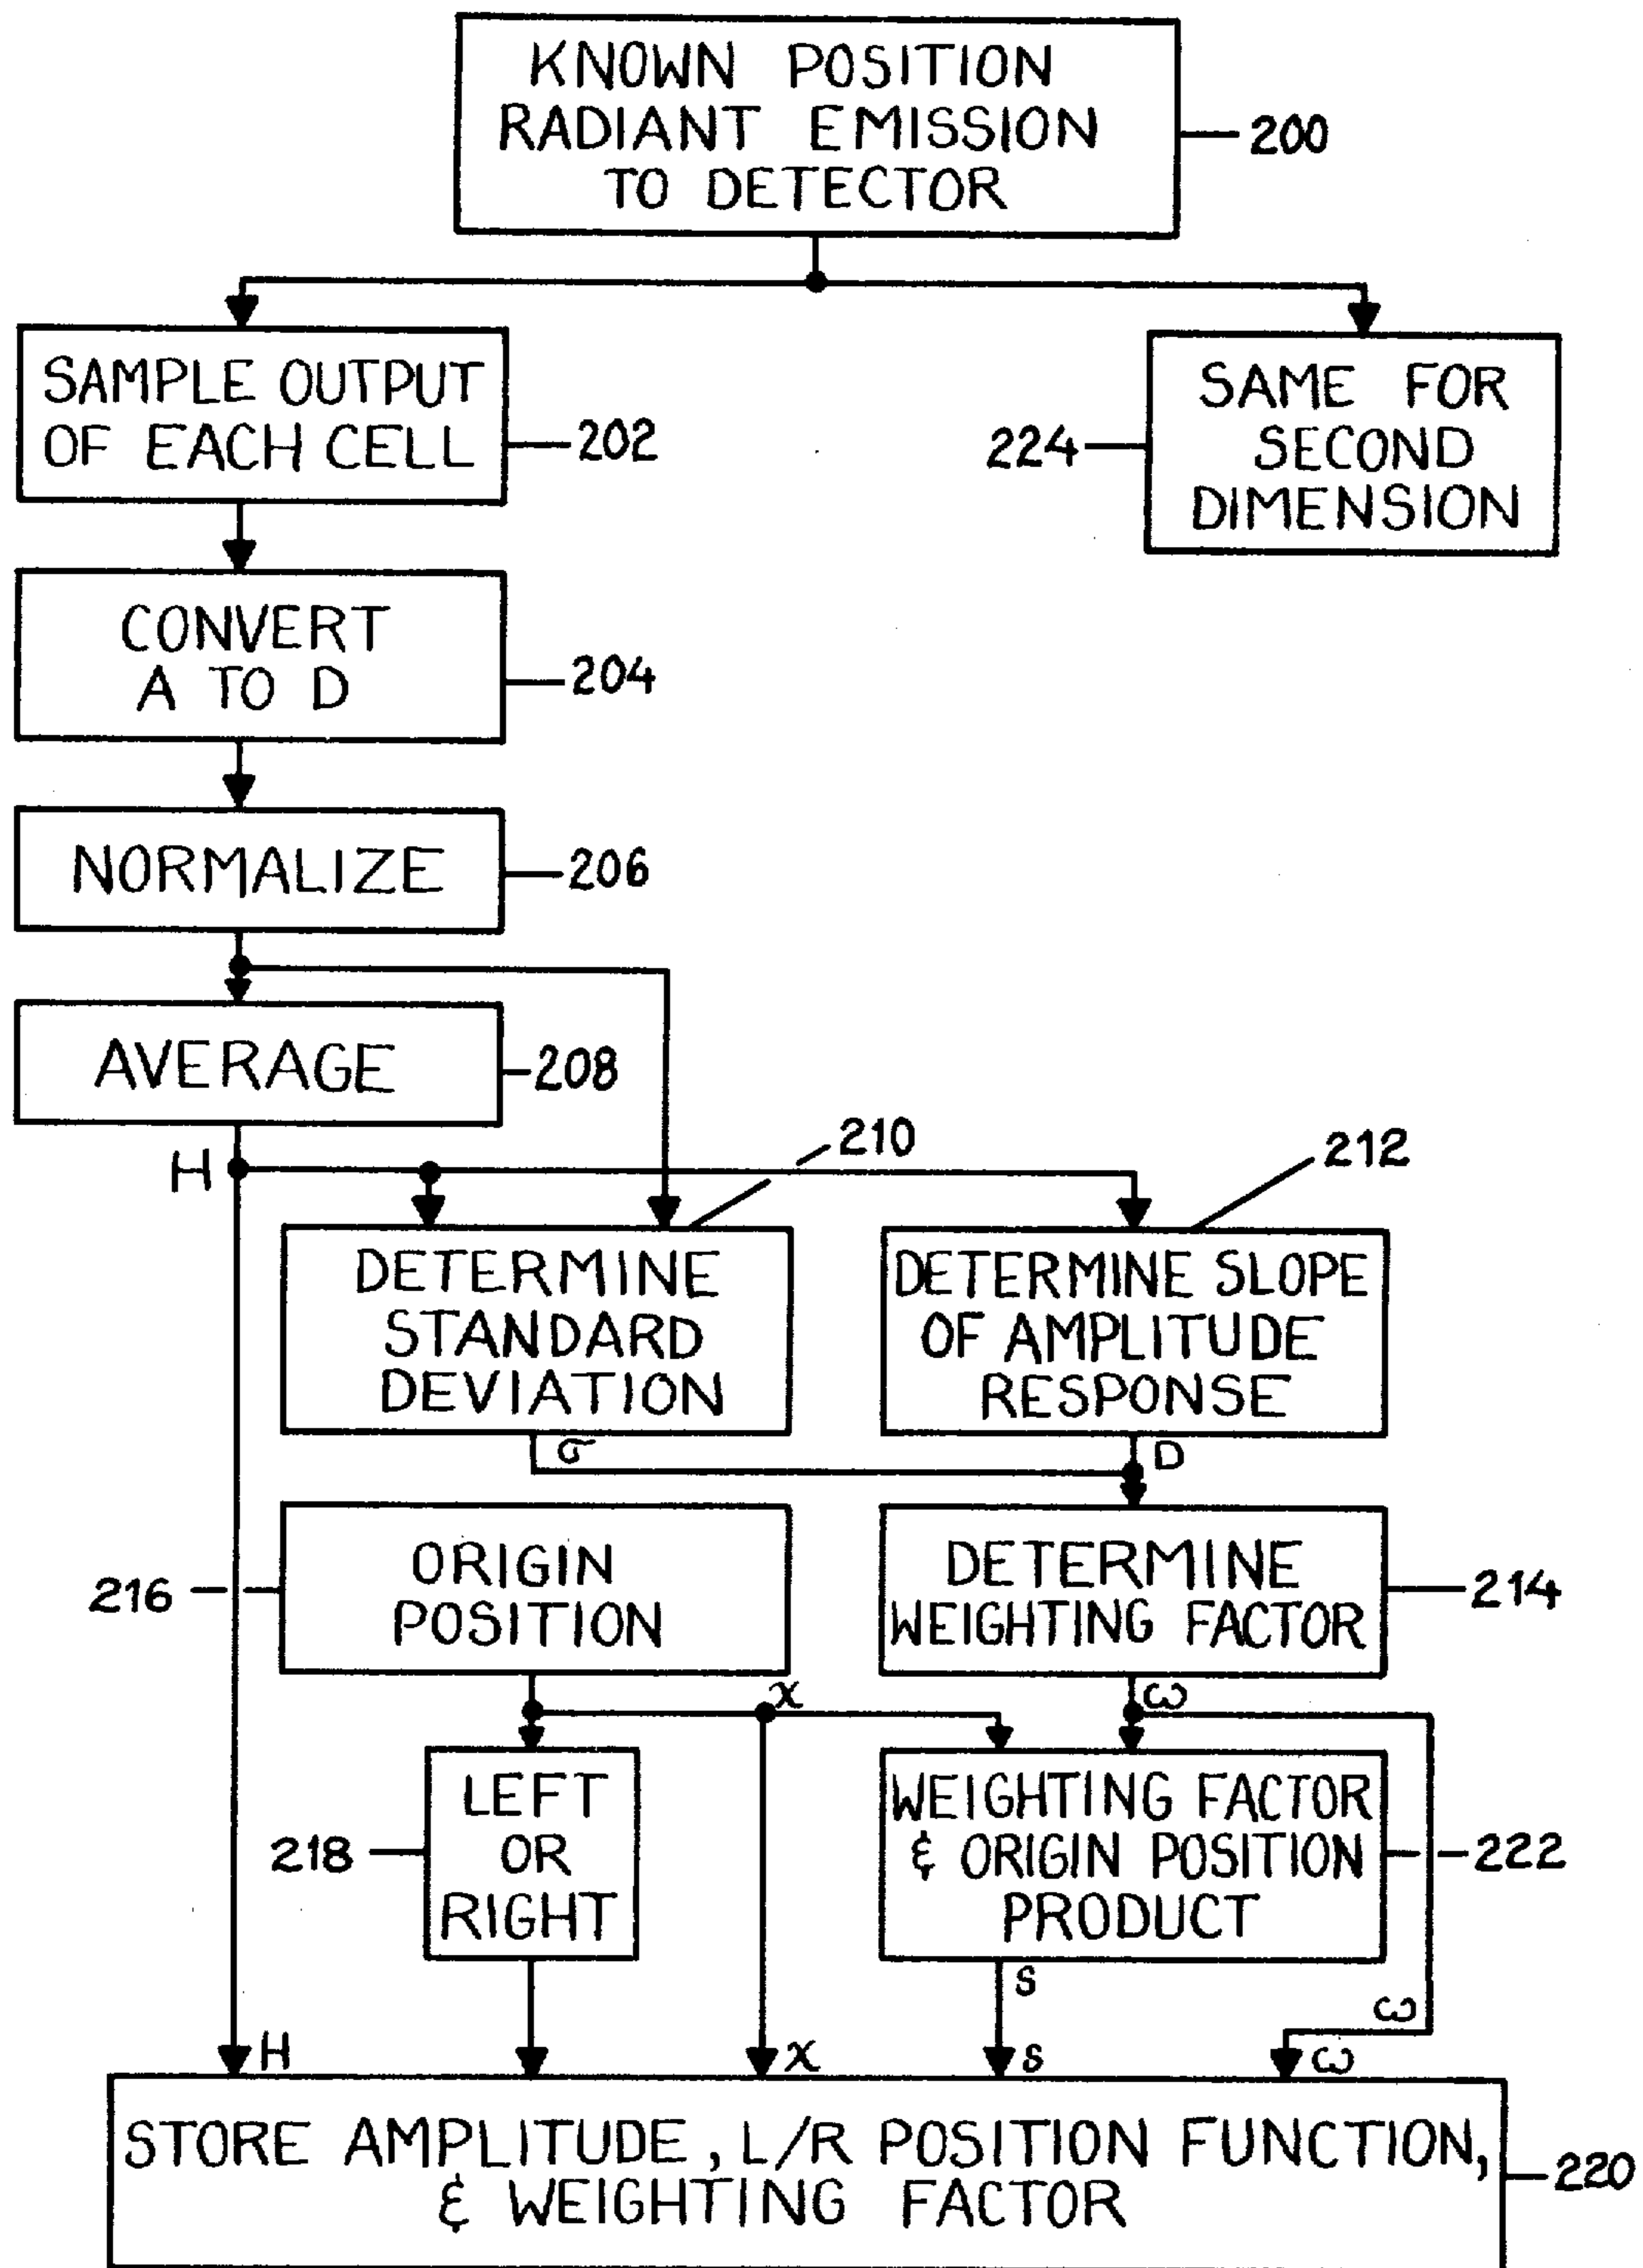 KNOWN POSITION
RADIANT EMISSION
TO DETECTOR
200
SAMPLE OUTPUT
OF EACH CELL
202
224
SAME FOR
SECOND
DIMENSION
CONVERT
A TO D
204
NORMALIZE
206
AVERAGE
208
H
210
212
DETERMINE
STANDARD
DEVIATION
DETERMINE SLOPE
OF AMPLITUDE
RESPONSE
σ
D
216
ORIGIN
POSITION
DETERMINE
WEIGHTING FACTOR
214
x
ω
218
LEFT
OR
RIGHT
WEIGHTING FACTOR
& ORIGIN POSITION
PRODUCT
222
s
ω
H
x
s
ω
STORE AMPLITUDE, L/R POSITION FUNCTION,
& WEIGHTING FACTOR
220